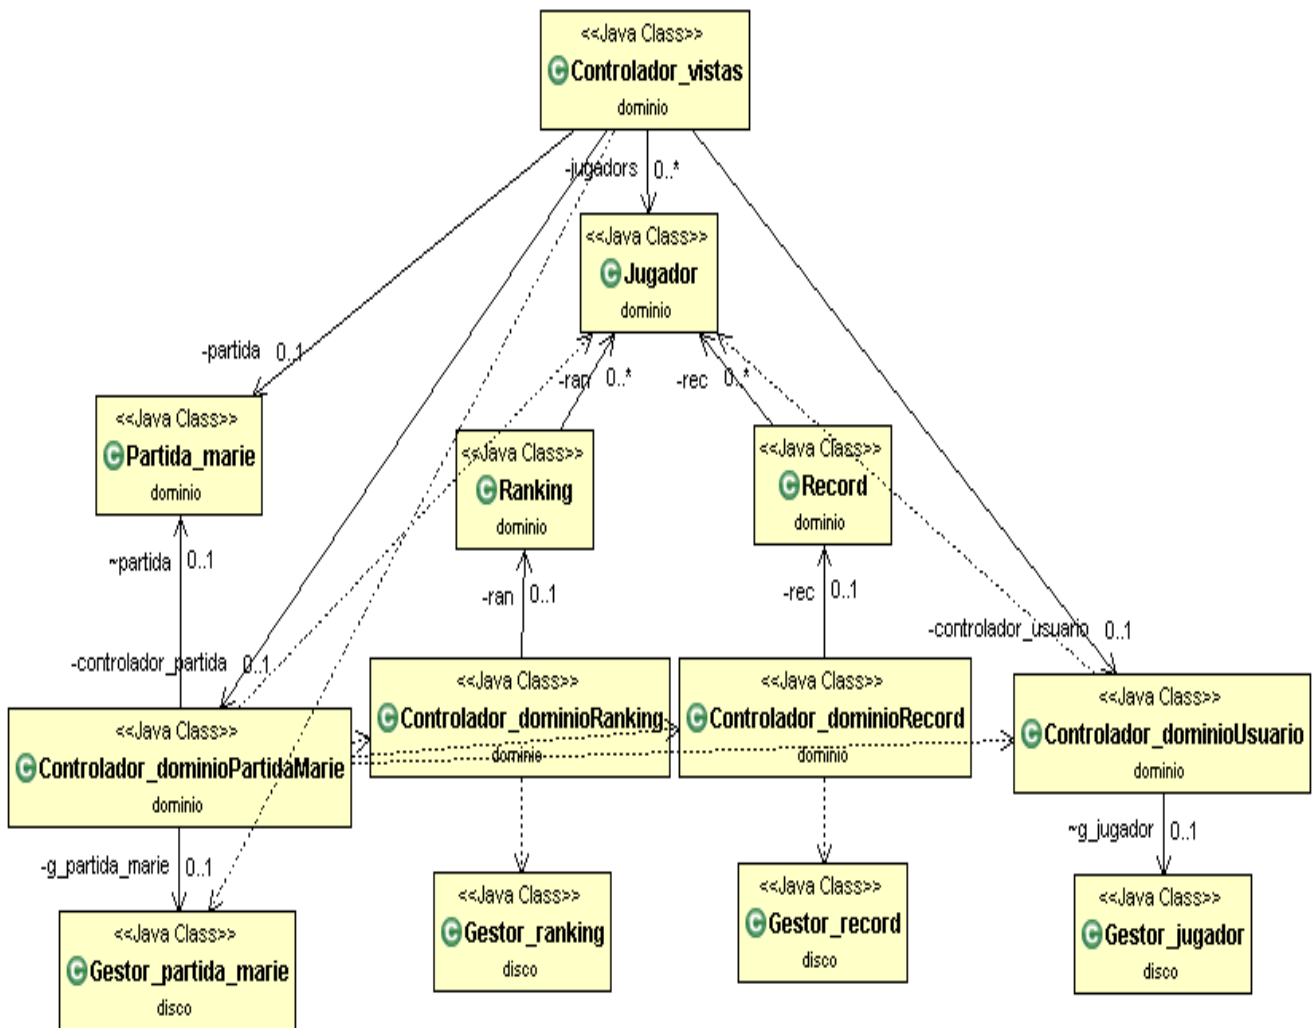 <<Java Class>>
Controlador_vistas
dominio
-jugadors 0..*
<<Java Class>>
Jugador
dominio
-partida 0..1
-ran 0..*
-rec 0..*
<<Java Class>>
Partida_marie
dominio
<<Java Class>>
Ranking
dominio
<<Java Class>>
Record
dominio
~partida 0..1
-ran 0..1
-rec 0..1
-controlador_partida 0..1
-controlador_usuario 0..1
<<Java Class>>
Controlador_dominioPartidaMarie
dominio
<<Java Class>>
Controlador_dominioRanking
dominio
<<Java Class>>
Controlador_dominioRecord
dominio
<<Java Class>>
Controlador_dominioUsuario
dominio
-g_partida_marie 0..1
~g_jugador 0..1
<<Java Class>>
Gestor_partida_marie
disco
<<Java Class>>
Gestor_ranking
disco
<<Java Class>>
Gestor_record
disco
<<Java Class>>
Gestor_jugador
disco